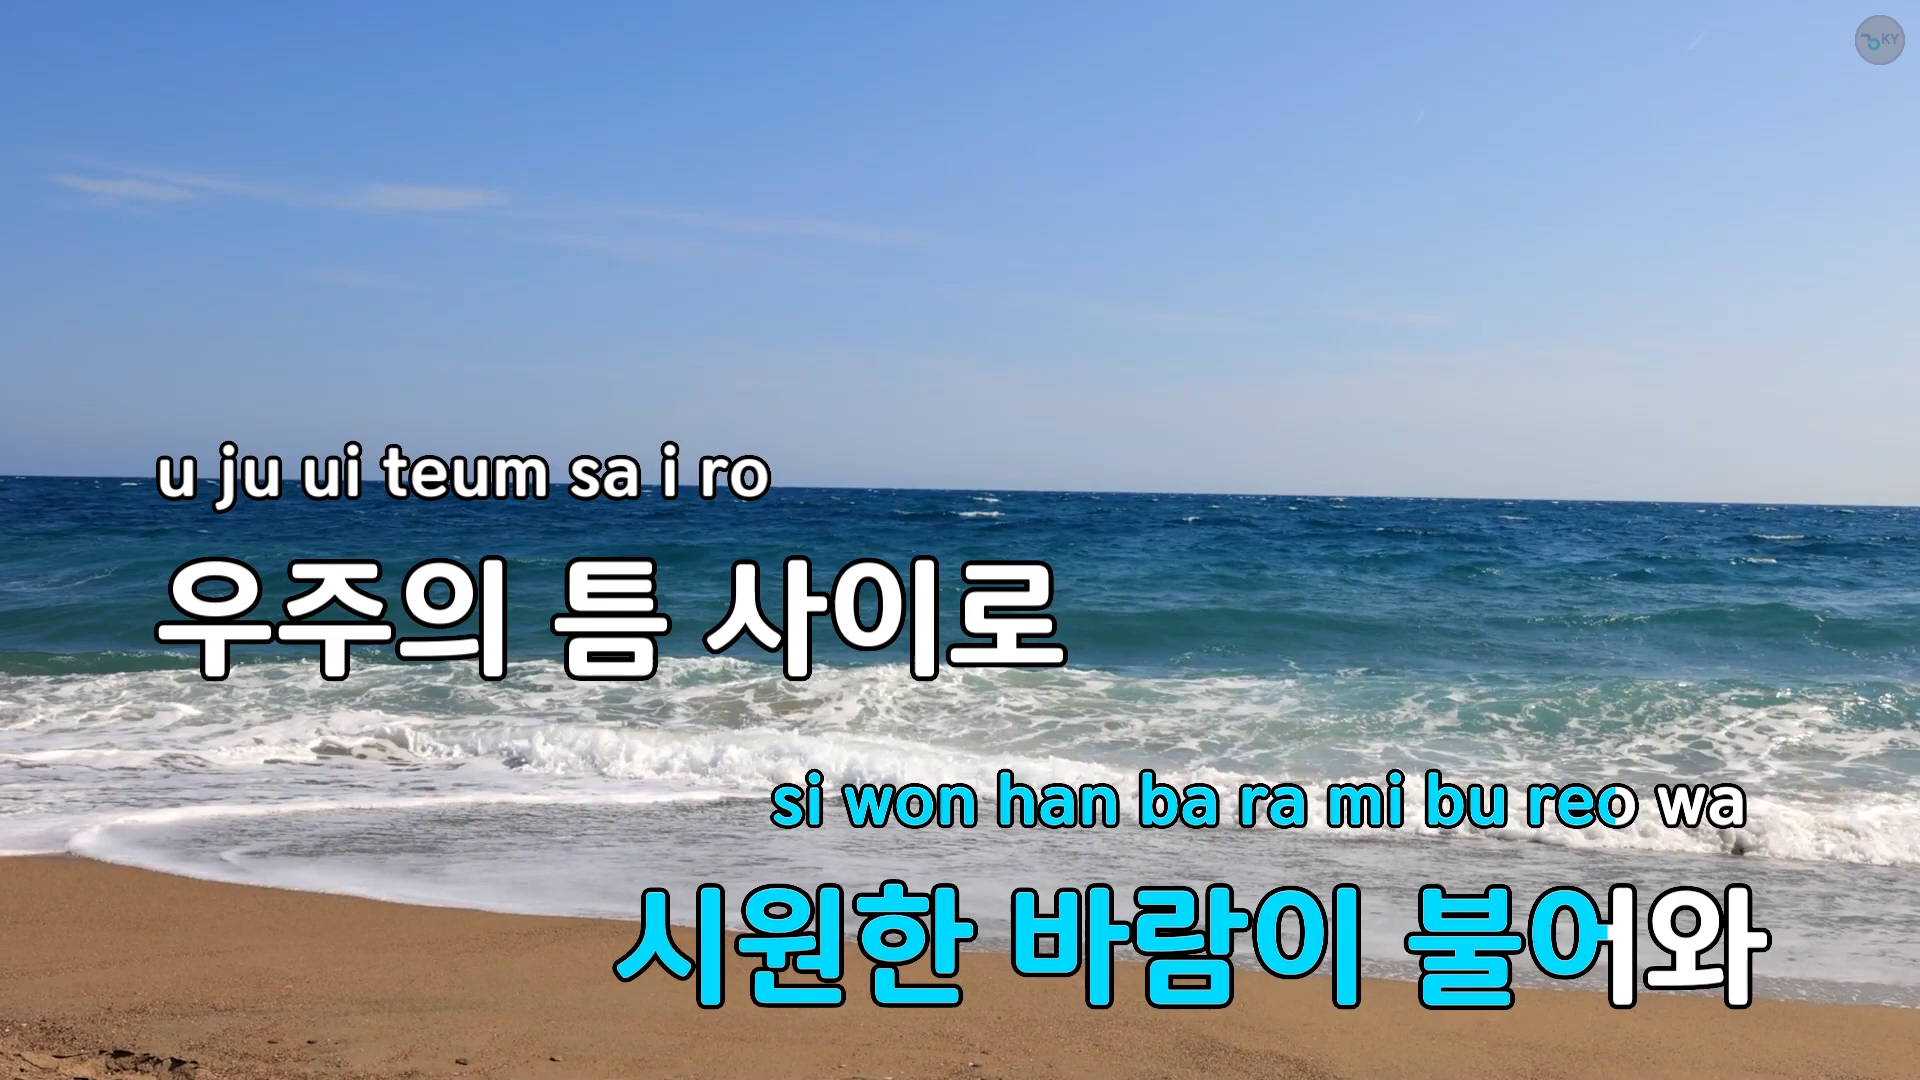 KY
u ju ui teum sa i ro
우주의 틈 사이로
si won han ba ra mi bu reo wa
시원한 바람이 불어와